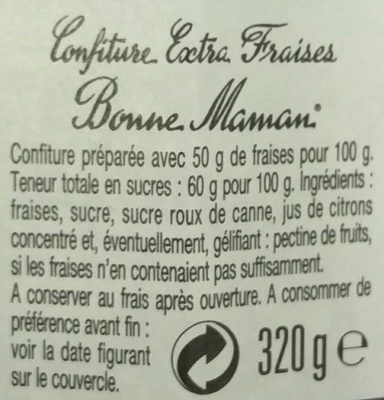 Confiture Extra Fraises
Bonne Maman®
Confiture préparée avec 50 g de fraises pour 100 g.
Teneur totale en sucres : 60 g pour 100 g. Ingrédients :
fraises, sucre, sucre roux de canne, jus de citrons
concentré et, éventuellement, gélifiant : pectine de fruits,
si les fraises n'en contenaient pas suffisamment.
A conserver au frais après ouverture. A consommer de
préférence avant fin :
voir la date figurant
sur le couvercle.
320 g e